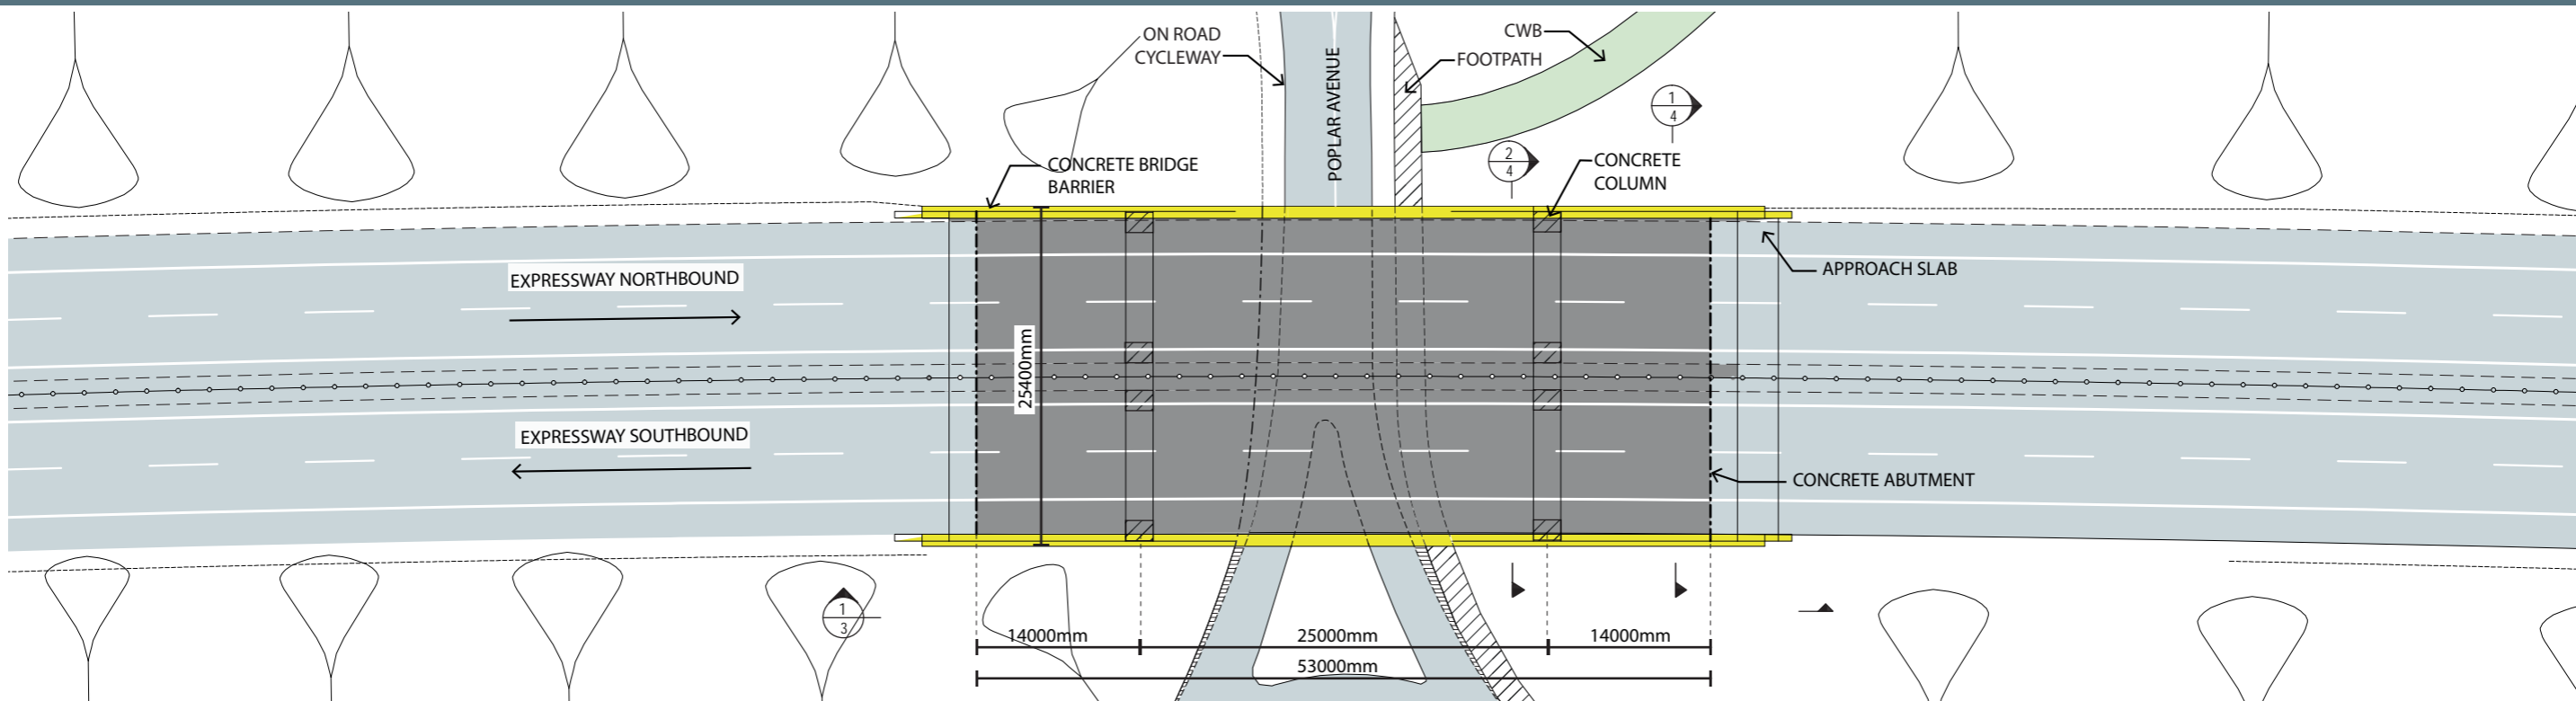 ON ROAD
CYCLEWAY
POPLAR AVENUE
CWB
FOOTPATH
1
4
2
4
CONCRETE BRIDGE
BARRIER
CONCRETE
COLUMN
EXPRESSWAY NORTHBOUND
APPROACH SLAB
25400mm
EXPRESSWAY SOUTHBOUND
CONCRETE ABUTMENT
1
3
14000mm
25000mm
14000mm
53000mm